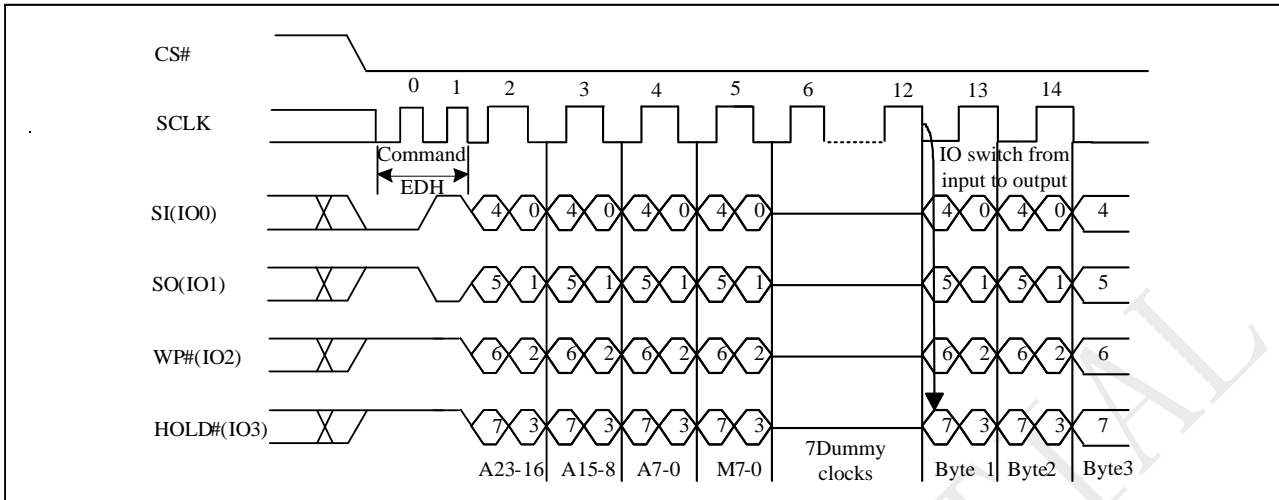 CS#
0 1 2 3 4 5 6 12 13 14
SCLK
Command
EDH
IO switch from
input to output
SI(IO0)
4 0 4 0 4 0 4 0 4 0 4 0 4
SO(IO1)
5 1 5 1 5 1 5 1 5 1 5 1 5
WP#(IO2)
6 2 6 2 6 2 6 2 6 2 6 2 6
HOLD#(IO3)
7 3 7 3 7 3 7 3 7 3 7 3 7
A23-16 A15-8 A7-0 M7-0
7Dummy
clocks
Byte 1 Byte2 Byte3